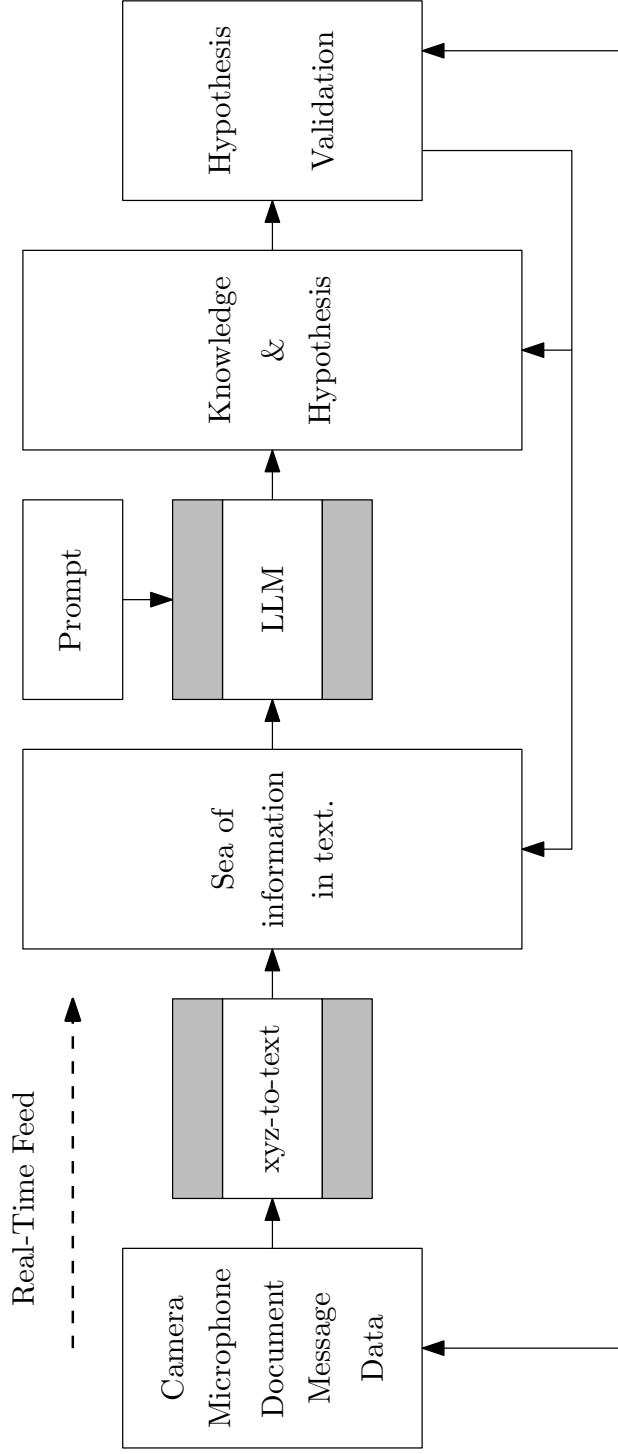 Real-Time Feed
Camera
Microphone
Document
Message
Data
xyz-to-text
Sea of
information
in text.
Prompt
LLM
Knowledge
&
Hypothesis
Hypothesis
Validation